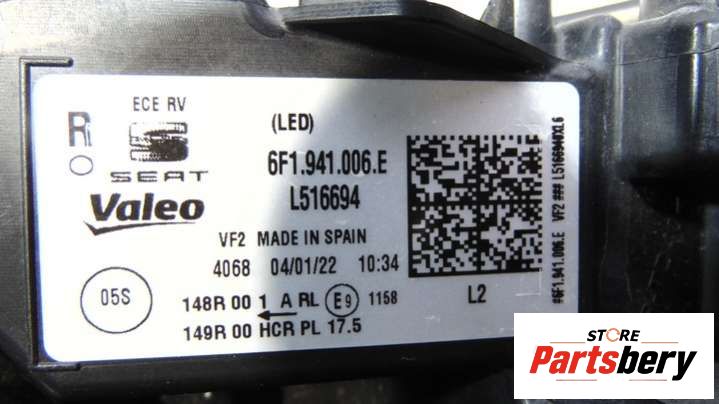 ECE RV
R
SEAT
Valeo
(LED)
6F1.941.006.E
L516694
VF2 MADE IN SPAIN
4068 04/01/22 10:34
05S
148R 00 1 A RL E9 1158
149R 00 HCR PL 17.5
L2
#6F1.941.006.E VF2 ###
STORE
Partsbery